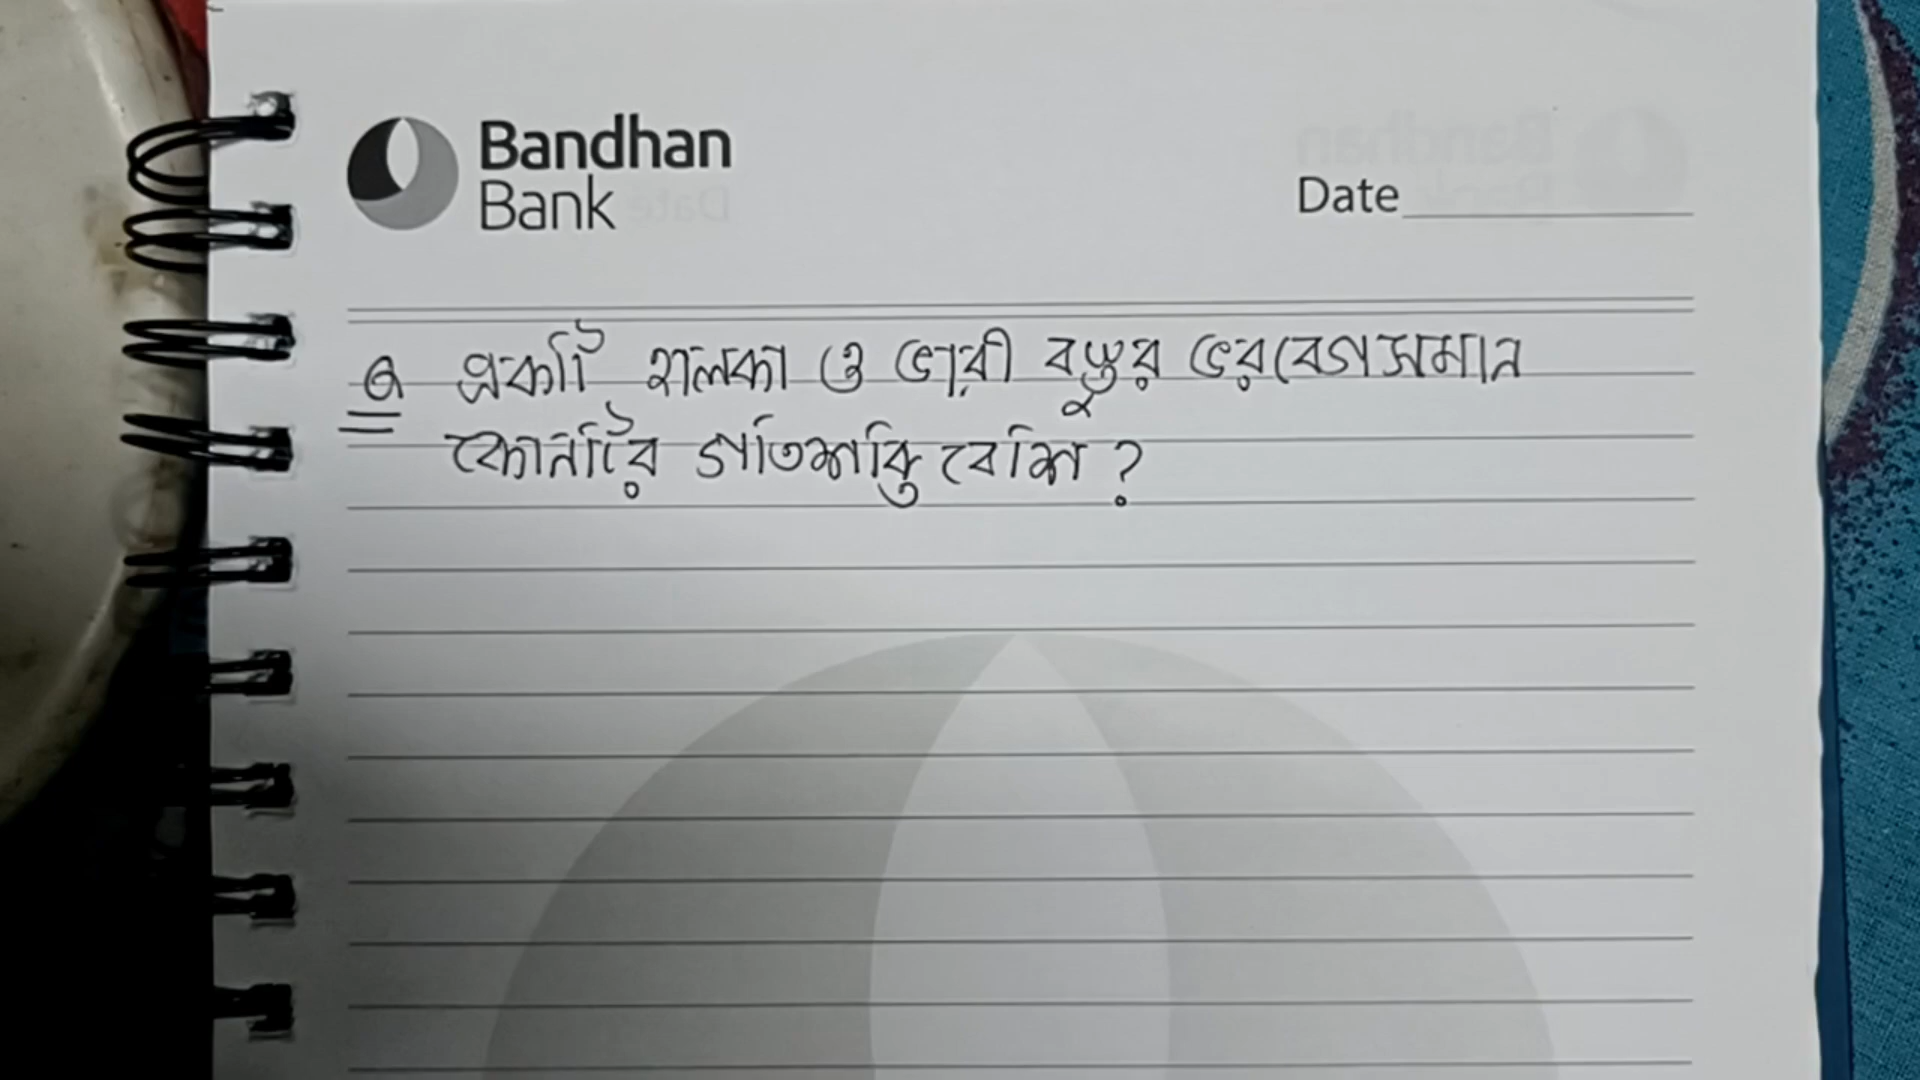 Bandhan
Bank
Date
Q একটি হালকা ও ভারী বস্তুর ভরবেগ সমান
কোনটির গতিশক্তি বেশি ?